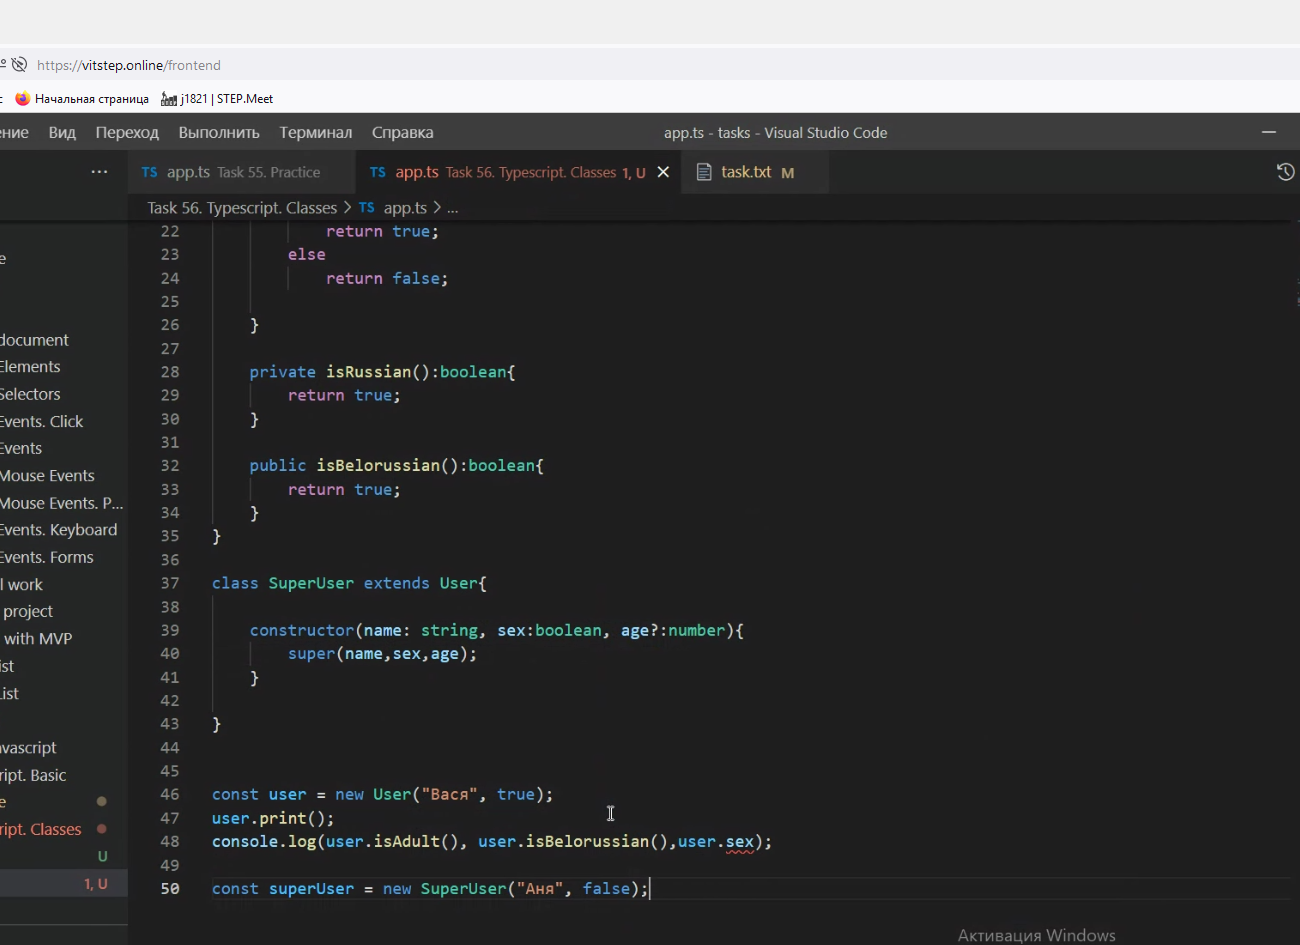 https://vitstep.online/frontend
Начальная страница j1821 | STEP.Meet
ение Вид Переход Выполнить Терминал Справка app.ts - tasks - Visual Studio Code
... TS app.ts Task 55. Practice TS app.ts Task 56. Typescript. Classes 1, U task.txt M
Task 56. Typescript. Classes > TS app.ts > ...
e
document
Elements
Selectors
Events. Click
Events
Mouse Events
Mouse Events. P...
Events. Keyboard
Events. Forms
l work
project
with MVP
ist
List
vascript
ript. Basic
e
ript. Classes
U
1, U
22 return true;
23 else
24 return false;
25
26 }
27
28 private isRussian():boolean{
29 return true;
30 }
31
32 public isBelorussian():boolean{
33 return true;
34 }
35 }
36
37 class SuperUser extends User{
38
39 constructor(name: string, sex:boolean, age?:number){
40 super(name,sex,age);
41 }
42
43 }
44
45
46 const user = new User("Вася", true);
47 user.print();
48 console.log(user.isAdult(), user.isBelorussian(),user.sex);
49
50 const superUser = new SuperUser("Аня", false);
Активация Windows